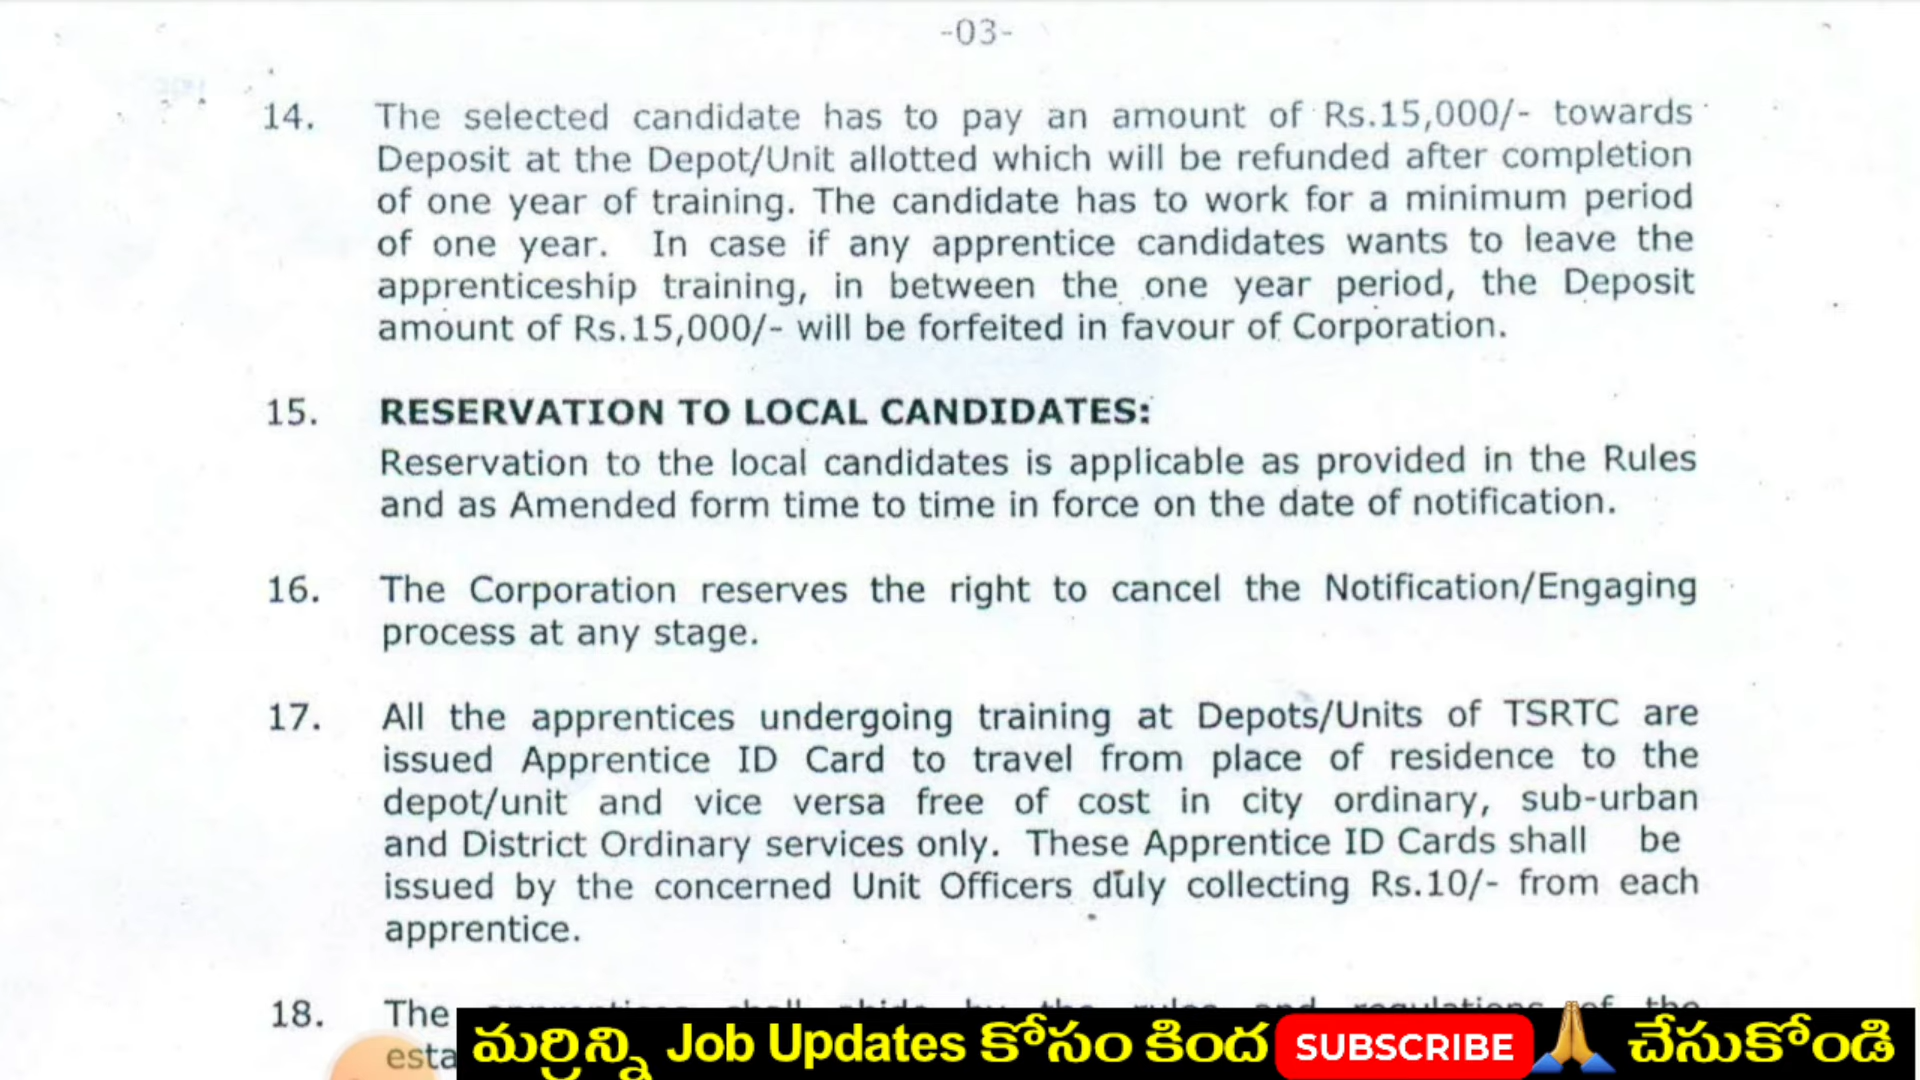 -03-
14. The selected candidate has to pay an amount of Rs.15,000/- towards
Deposit at the Depot/Unit allotted which will be refunded after completion
of one year of training. The candidate has to work for a minimum period
of one year. In case if any apprentice candidates wants to leave the
apprenticeship training, in between the one year period, the Deposit
amount of Rs.15,000/- will be forfeited in favour of Corporation.
15. RESERVATION TO LOCAL CANDIDATES:
Reservation to the local candidates is applicable as provided in the Rules
and as Amended form time to time in force on the date of notification.
16. The Corporation reserves the right to cancel the Notification/Engaging
process at any stage.
17. All the apprentices undergoing training at Depots/Units of TSRTC are
issued Apprentice ID Card to travel from place of residence to the
depot/unit and vice versa free of cost in city ordinary, sub-urban
and District Ordinary services only. These Apprentice ID Cards shall be
issued by the concerned Unit Officers duly collecting Rs.10/- from each
apprentice.
18. The shall abide by the rules and regulations of the
మర్రిన్ని Job Updates కోసం కింద SUBSCRIBE 🙏 చేసుకోండి